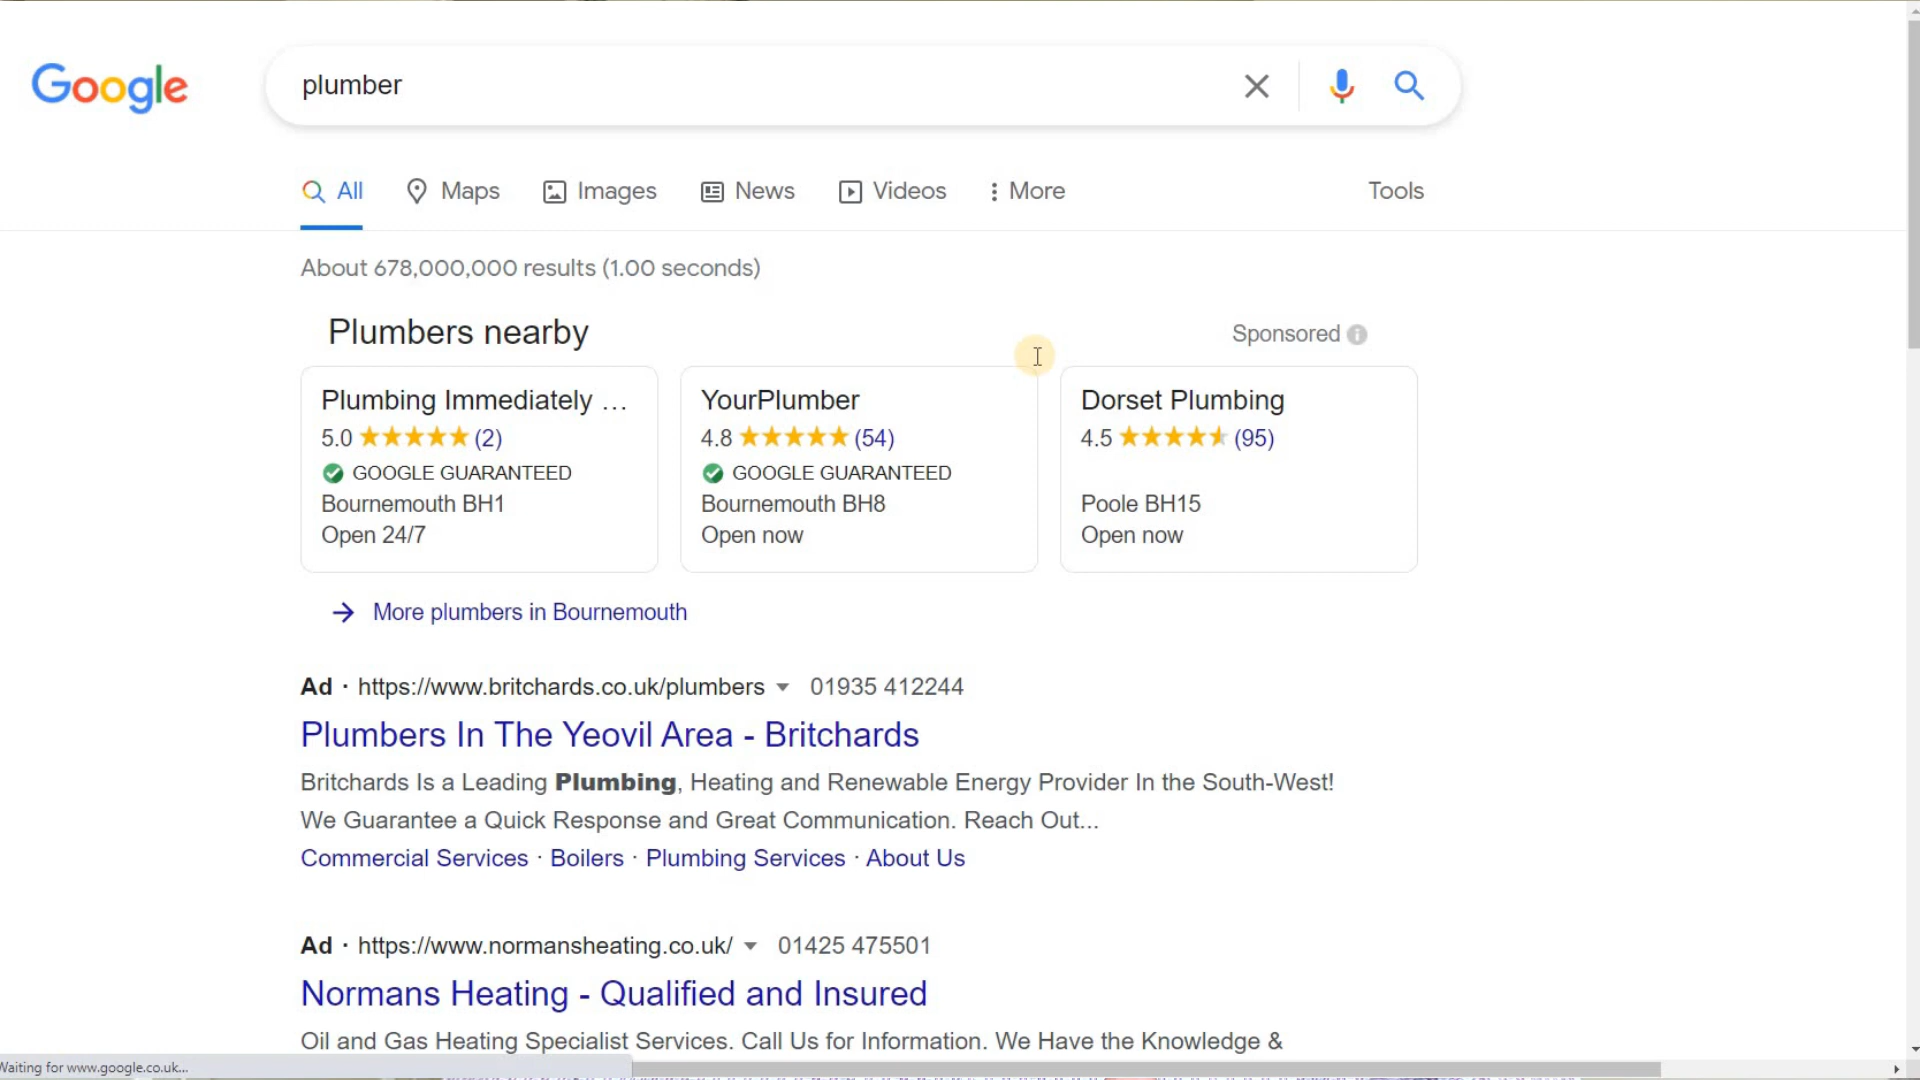 Google
plumber
All Maps Images News Videos More Tools
About 678,000,000 results (1.00 seconds)
Plumbers nearby Sponsored
Plumbing Immediately ...
5.0 (2)
GOOGLE GUARANTEED
Bournemouth BH1
Open 24/7
YourPlumber
4.8 (54)
GOOGLE GUARANTEED
Bournemouth BH8
Open now
Dorset Plumbing
4.5 (95)
Poole BH15
Open now
More plumbers in Bournemouth
Ad · https://www.britchards.co.uk/plumbers 01935 412244
Plumbers In The Yeovil Area - Britchards
Britchards Is a Leading Plumbing, Heating and Renewable Energy Provider In the South-West!
We Guarantee a Quick Response and Great Communication. Reach Out...
Commercial Services · Boilers · Plumbing Services · About Us
Ad · https://www.normansheating.co.uk/ 01425 475501
Normans Heating - Qualified and Insured
Oil and Gas Heating Specialist Services. Call Us for Information. We Have the Knowledge &
Waiting for www.google.co.uk...